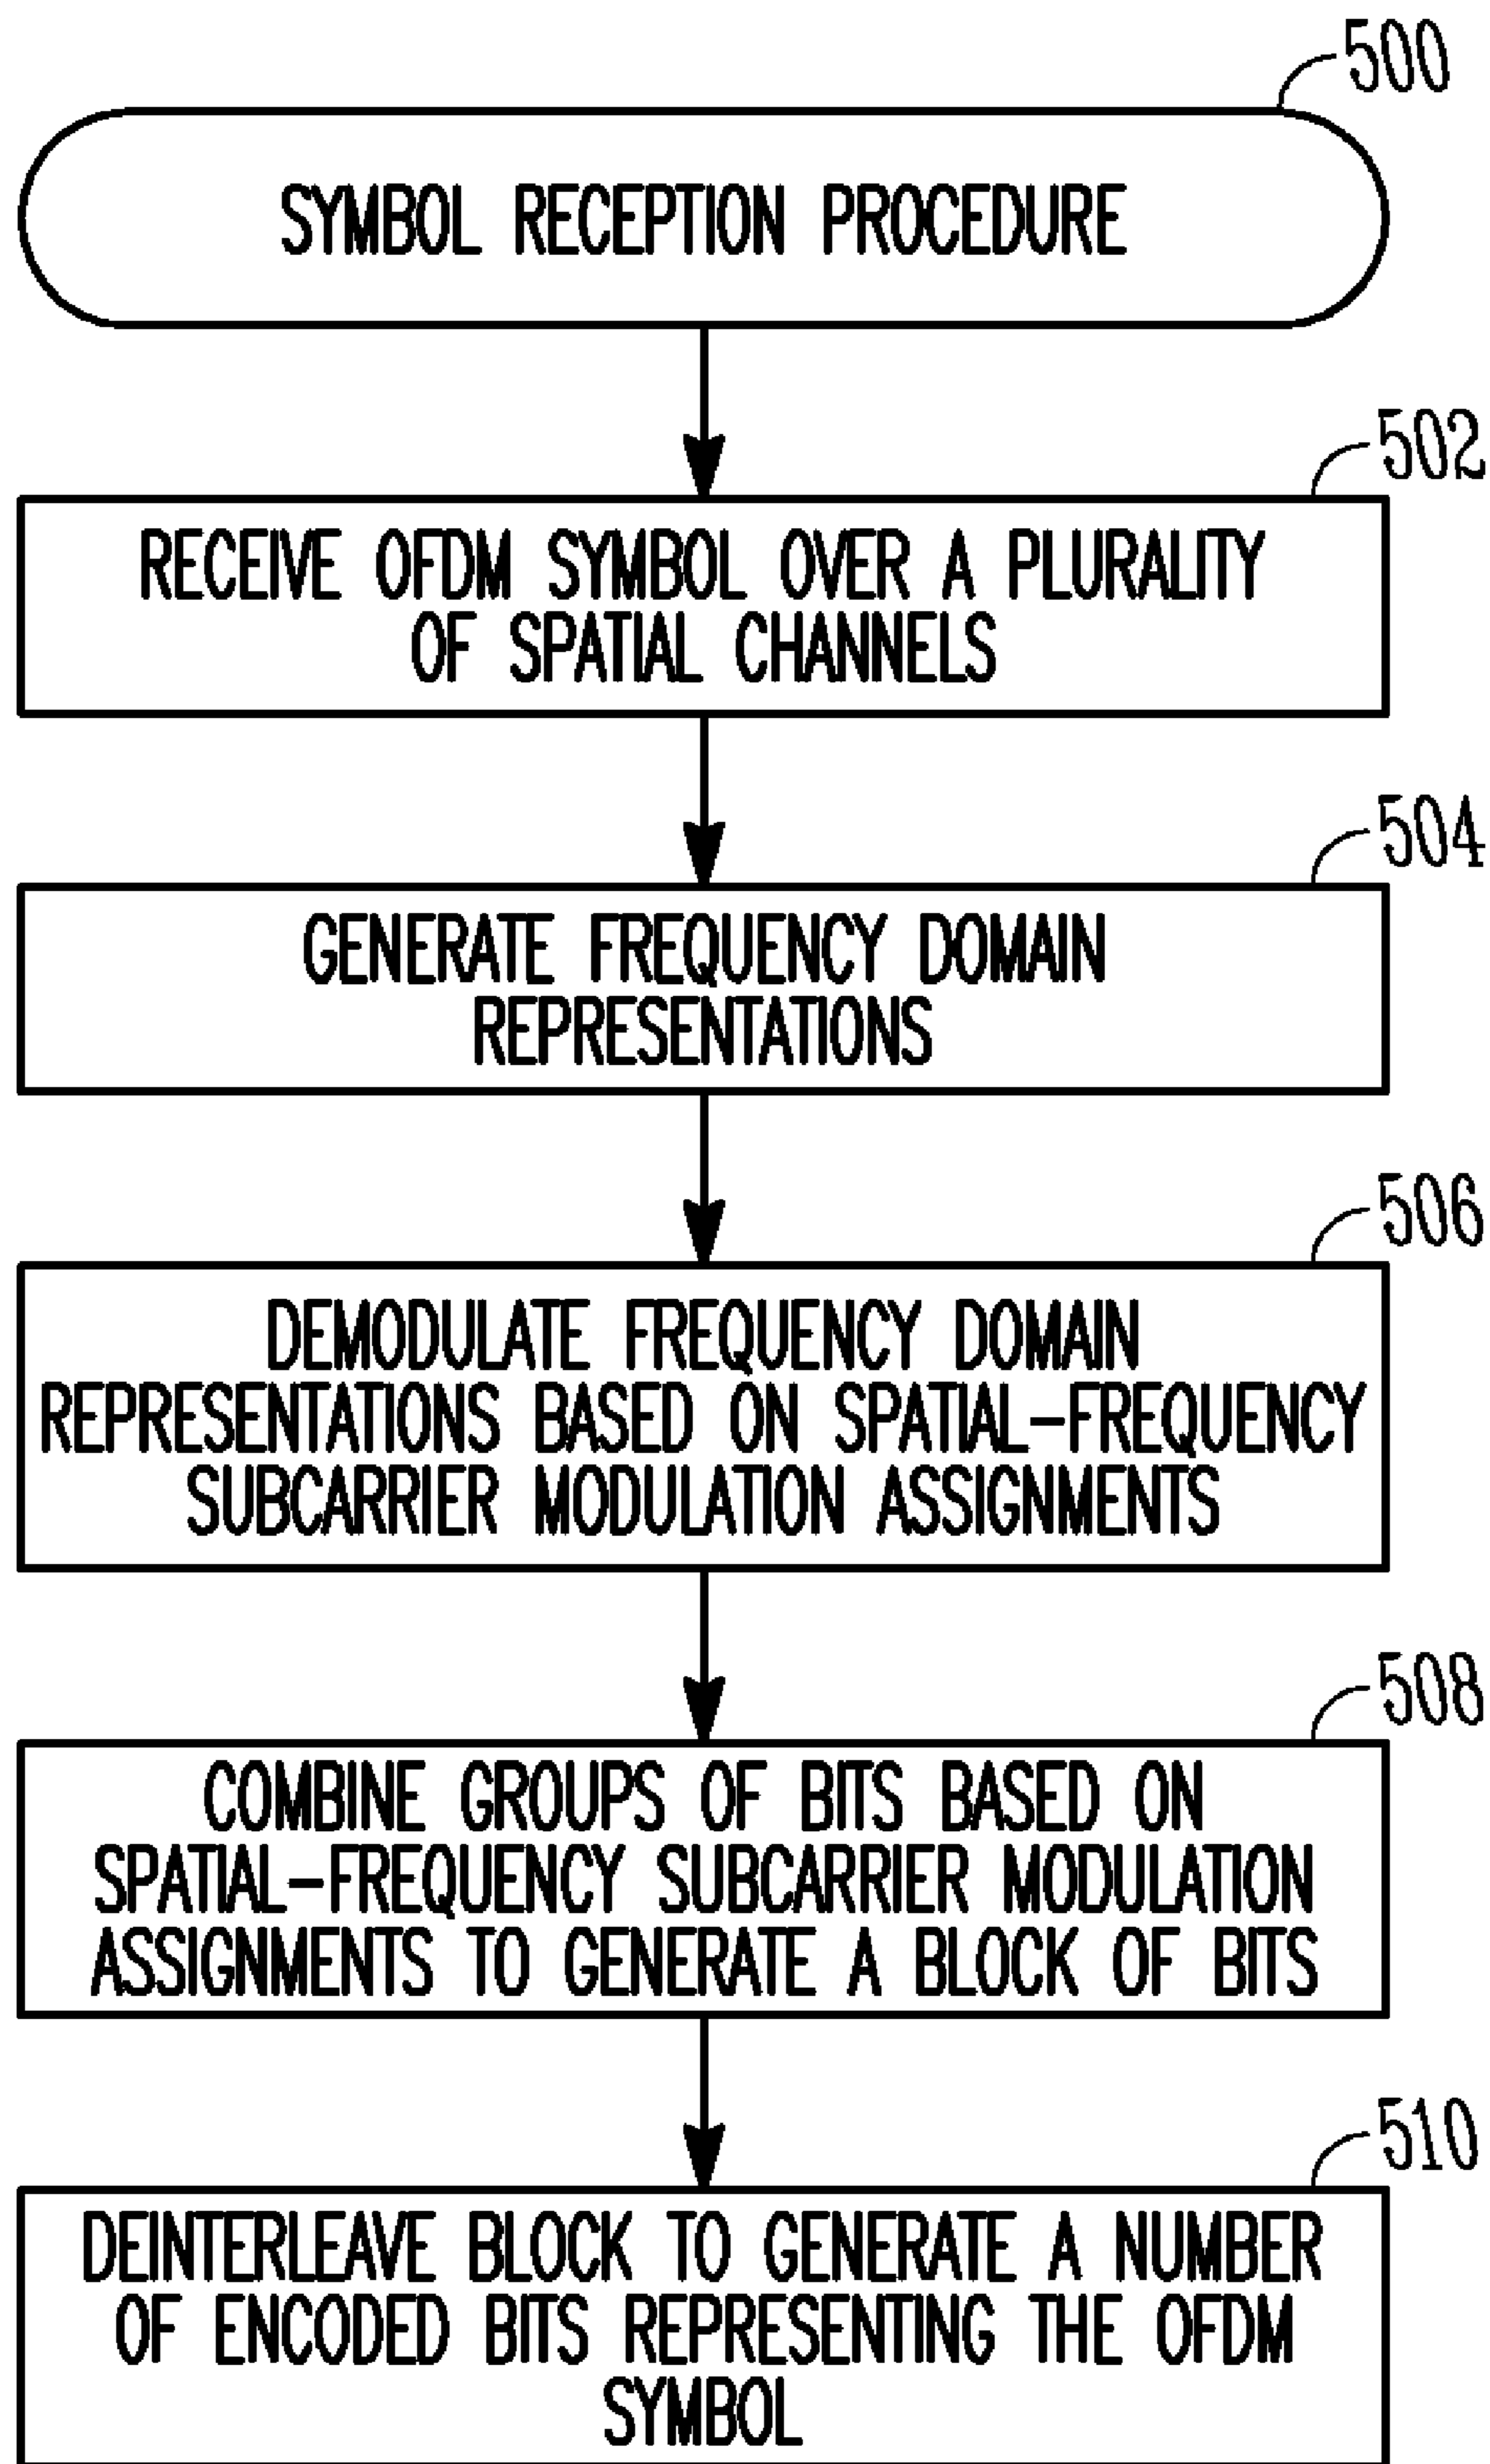 500
SYMBOL RECEPTION PROCEDURE
502
RECEIVE OFDM SYMBOL OVER A PLURALITY
OF SPATIAL CHANNELS
504
GENERATE FREQUENCY DOMAIN
REPRESENTATIONS
506
DEMODULATE FREQUENCY DOMAIN
REPRESENTATIONS BASED ON SPATIAL-FREQUENCY
SUBCARRIER MODULATION ASSIGNMENTS
508
COMBINE GROUPS OF BITS BASED ON
SPATIAL-FREQUENCY SUBCARRIER MODULATION
ASSIGNMENTS TO GENERATE A BLOCK OF BITS
510
DEINTERLEAVE BLOCK TO GENERATE A NUMBER
OF ENCODED BITS REPRESENTING THE OFDM
SYMBOL